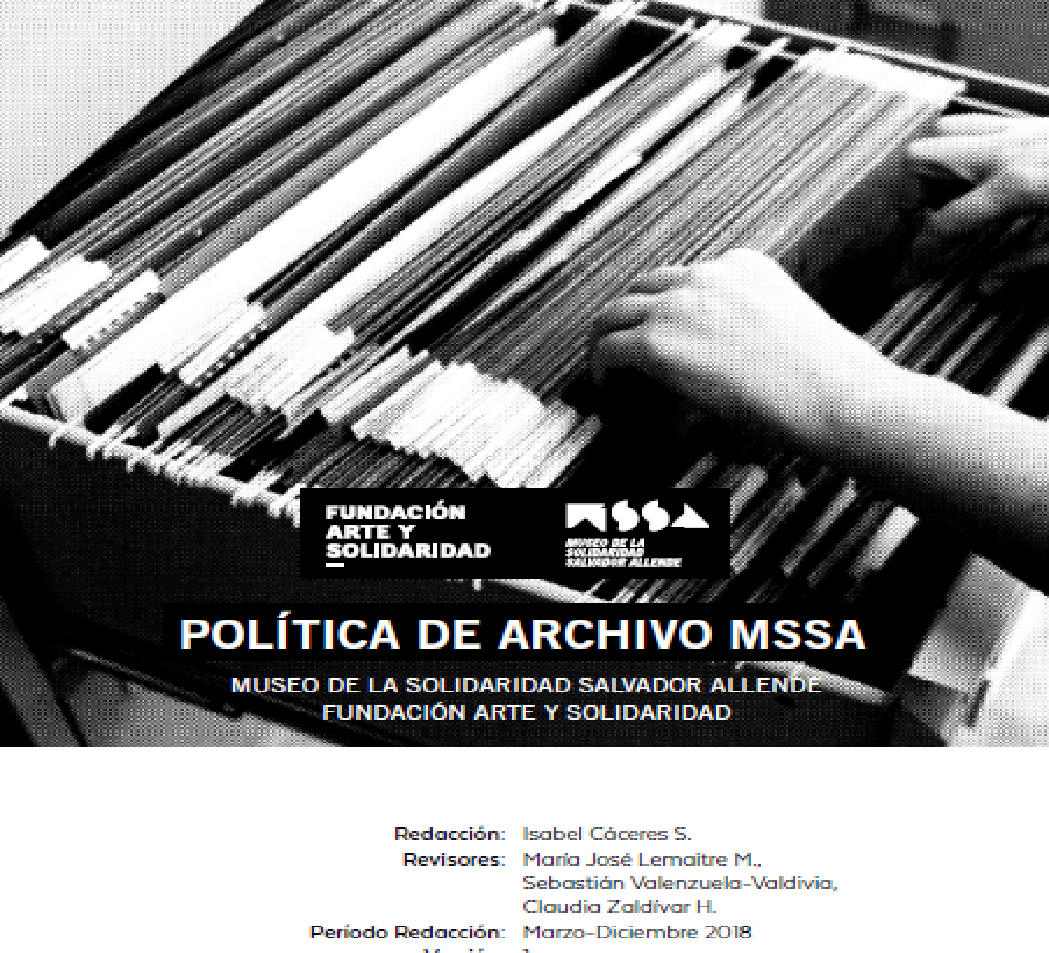 FUNDACIÓN
ARTE Y
SOLIDARIDAD
MSSA
MUSEO DE LA
SOLIDARIDAD
SALVADOR ALLENDE
POLÍTICA DE ARCHIVO MSSA
MUSEO DE LA SOLIDARIDAD SALVADOR ALLENDE
FUNDACIÓN ARTE Y SOLIDARIDAD
Redacción: Isabel Cáceres S.
Revisores: María José Lemaitre M.,
Sebastián Valenzuela-Valdivia,
Claudia Zaldívar H.
Período Redacción: Marzo-Diciembre 2018